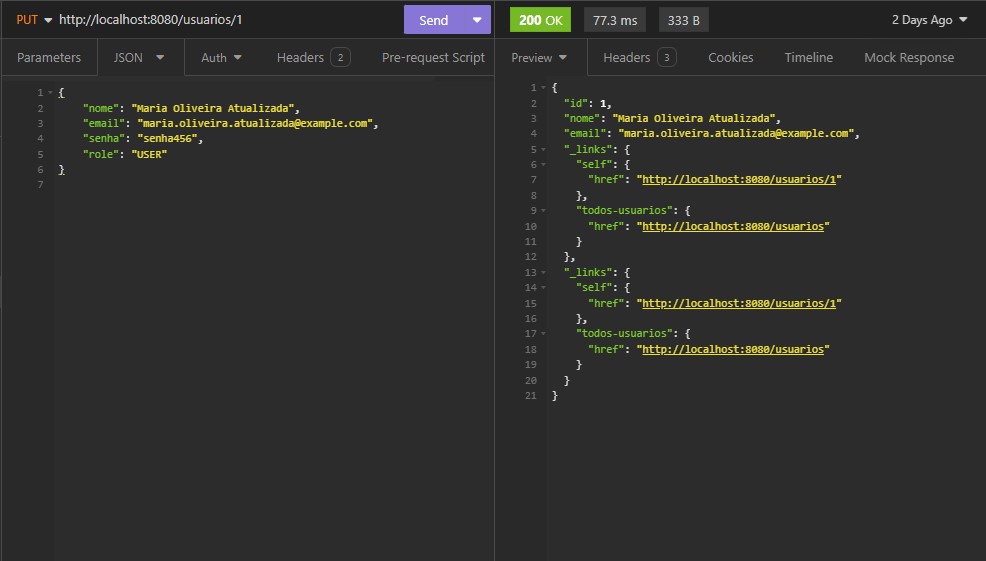 PUT http://localhost:8080/usuarios/1 Send
200 OK 77.3 ms 333 B 2 Days Ago
Parameters JSON Auth Headers 2 Pre-request Script
Preview Headers 3 Cookies Timeline Mock Response
1 {
2 "nome": "Maria Oliveira Atualizada",
3 "email": "maria.oliveira.atualizada@example.com",
4 "senha": "senha456",
5 "role": "USER"
6 }
7
1 {
2 "id": 1,
3 "nome": "Maria Oliveira Atualizada",
4 "email": "maria.oliveira.atualizada@example.com",
5 "_links": {
6 "self": {
7 "href": "http://localhost:8080/usuarios/1"
8 },
9 "todos-usuarios": {
10 "href": "http://localhost:8080/usuarios"
11 }
12 },
13 "_links": {
14 "self": {
15 "href": "http://localhost:8080/usuarios/1"
16 },
17 "todos-usuarios": {
18 "href": "http://localhost:8080/usuarios"
19 }
20 }
21 }